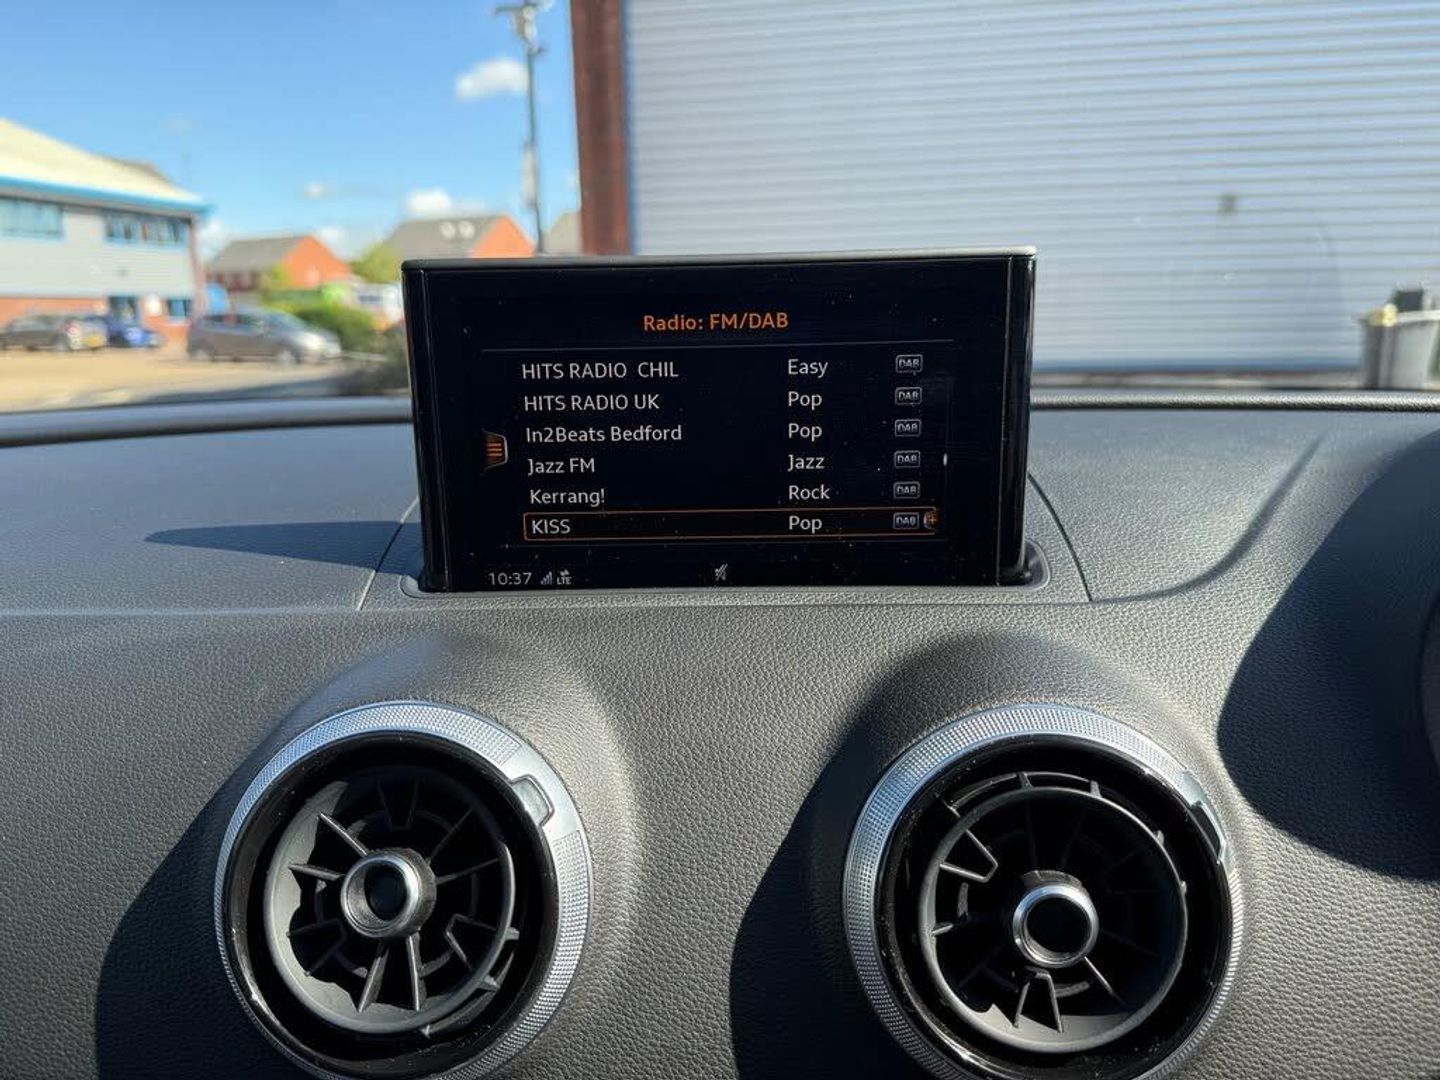 Radio: FM/DAB
HITS RADIO  CHIL Easy DAB
HITS RADIO UK Pop DAB
In2Beats Bedford Pop DAB
Jazz FM Jazz DAB
Kerrang! Rock DAB
KISS Pop DAB
10:37 LTE